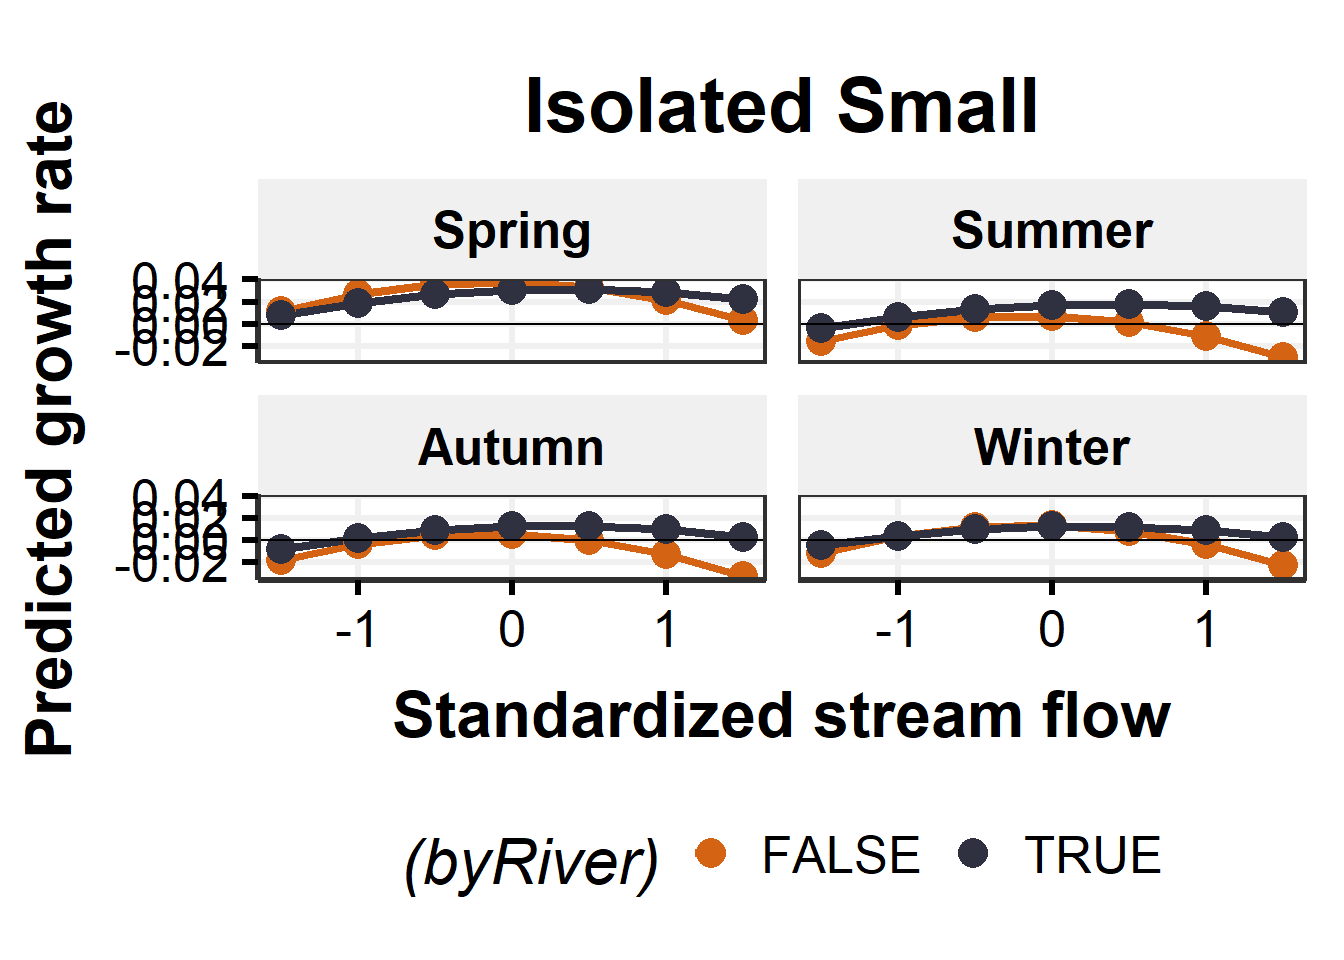 Isolated Small
Predicted growth rate
Spring
Summer
0.04
0.02
0.00
-0.02
Autumn
Winter
0.04
0.02
0.00
-0.02
-1 0 1 -1 0 1
Standardized stream flow
(byRiver) FALSE TRUE